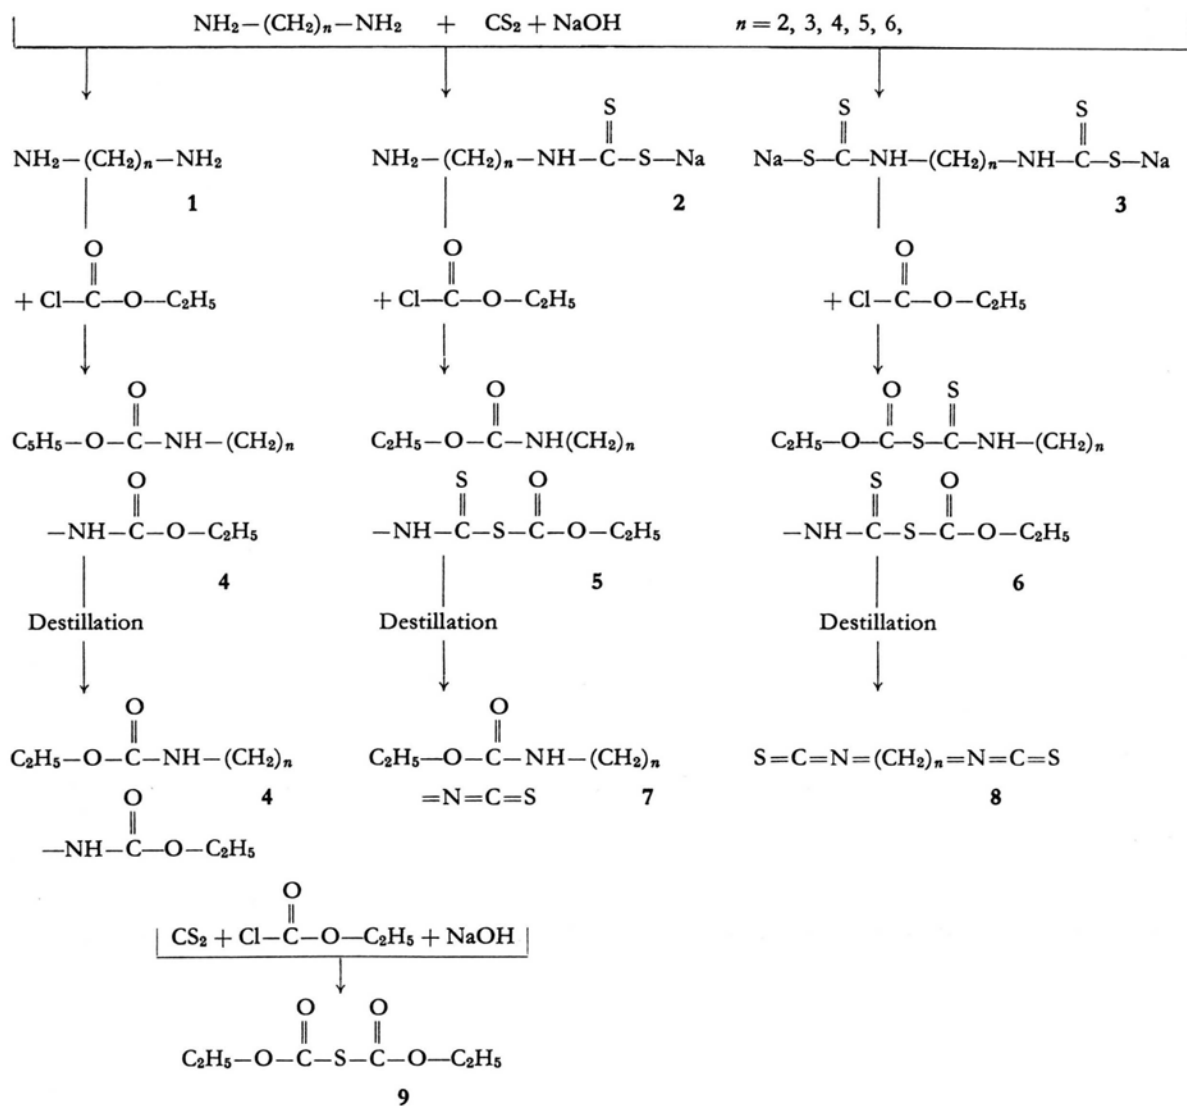 NH2—(CH2)n—NH2 + CS2 + NaOH n = 2, 3, 4, 5, 6,
S S S
NH2—(CH2)n—NH2 NH2—(CH2)n—NH—C—S—Na Na—S—C—NH—(CH2)n—NH—C—S—Na
1 2 3
O O O
+ Cl—C—O—C2H5 + Cl—C—O—C2H5 + Cl—C—O—C2H5
O O O S
C5H5—O—C—NH—(CH2)n C2H5—O—C—NH(CH2)n C2H5—O—C—S—C—NH—(CH2)n
O S O S O
—NH—C—O—C2H5 —NH—C—S—C—O—C2H5 —NH—C—S—C—O—C2H5
4 5 6
Destillation Destillation Destillation
O O
C2H5—O—C—NH—(CH2)n C2H5—O—C—NH—(CH2)n S=C=N=(CH2)n=N=C=S
O 4 =N=C=S 7 8
—NH—C—O—C2H5
O
CS2 + Cl—C—O—C2H5 + NaOH
O O
C2H5—O—C—S—C—O—C2H5
9